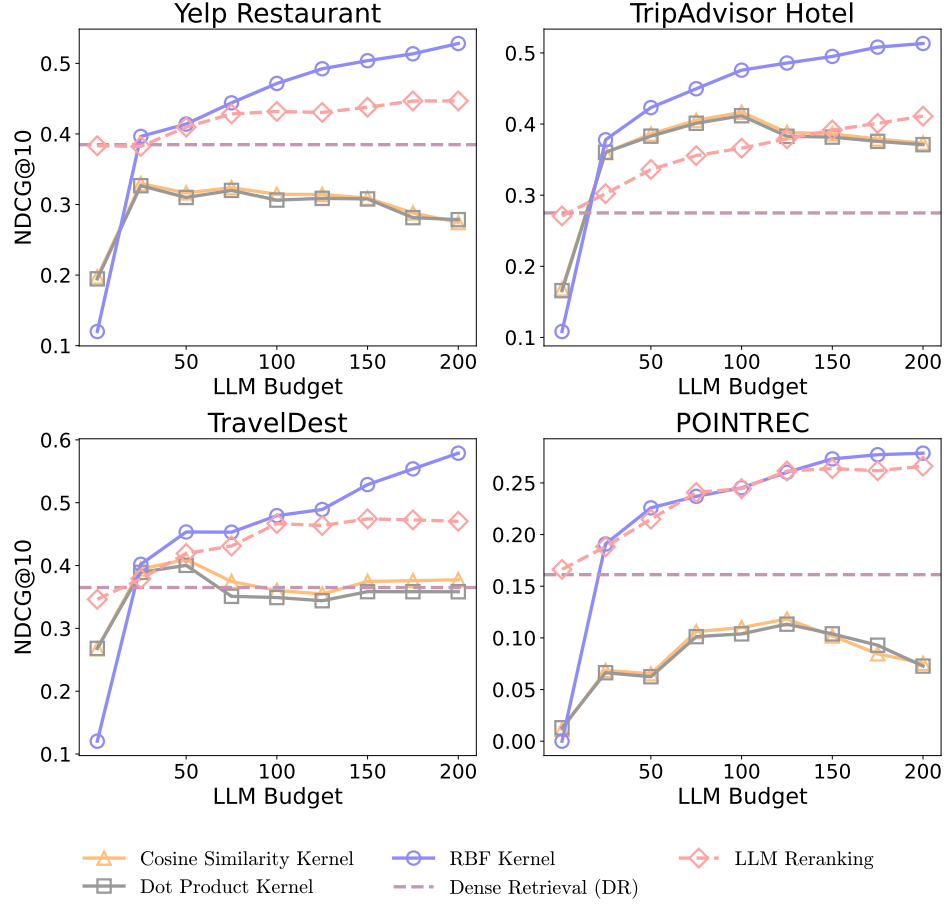 Yelp Restaurant
TripAdvisor Hotel
NDCG@10
0.5
0.4
0.3
0.2
0.1
50
100
150
200
LLM Budget
0.5
0.4
0.3
0.2
0.1
50
100
150
200
LLM Budget
TravelDest
POINTREC
NDCG@10
0.6
0.5
0.4
0.3
0.2
0.1
50
100
150
200
LLM Budget
0.25
0.20
0.15
0.10
0.05
0.00
50
100
150
200
LLM Budget
Cosine Similarity Kernel
RBF Kernel
LLM Reranking
Dot Product Kernel
Dense Retrieval (DR)